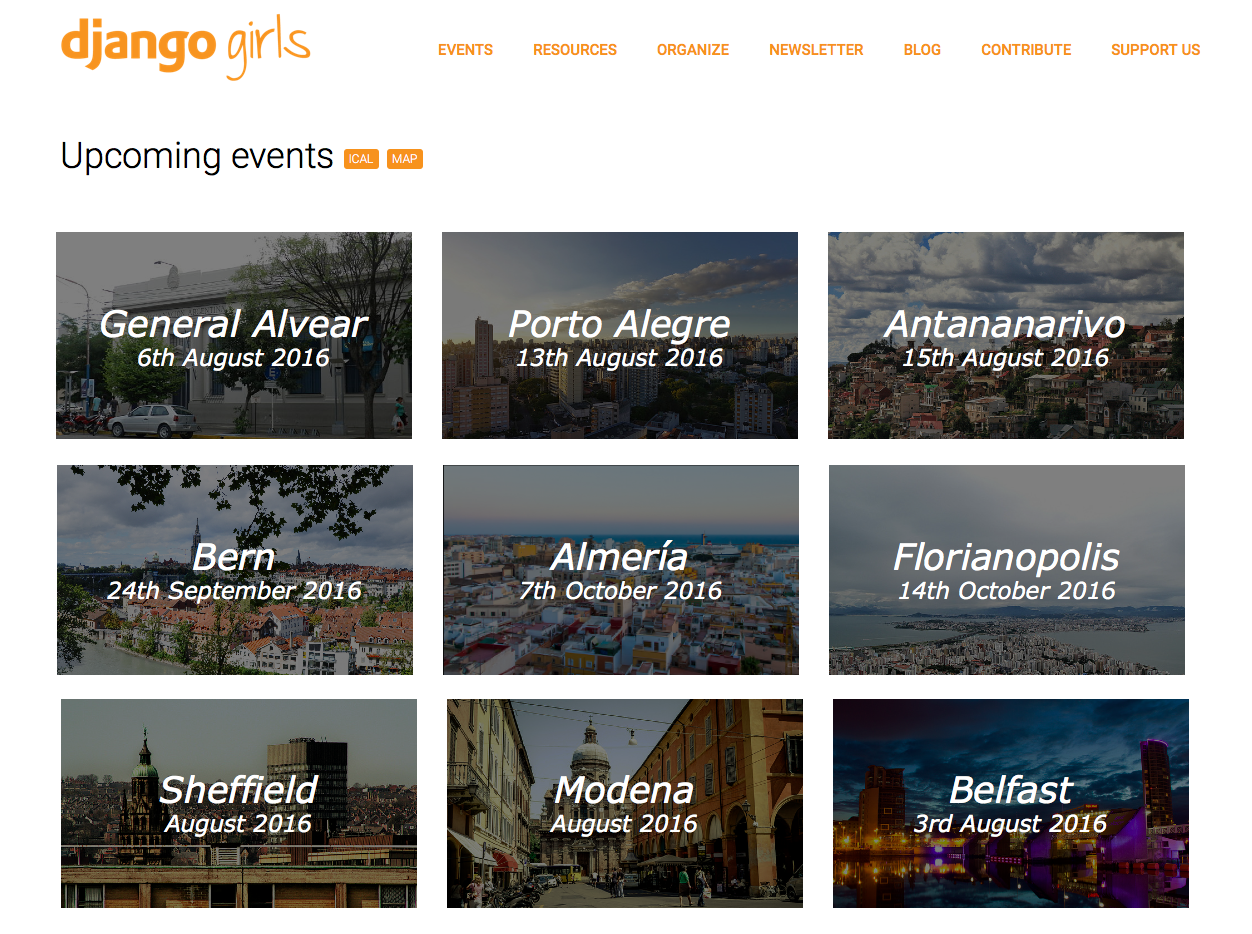 django girls
EVENTS RESOURCES ORGANIZE NEWSLETTER BLOG CONTRIBUTE SUPPORT US
Upcoming events ICAL MAP
General Alvear
6th August 2016
Porto Alegre
13th August 2016
Antananarivo
15th August 2016
Bern
24th September 2016
Almería
7th October 2016
Florianopolis
14th October 2016
Sheffield
August 2016
Modena
August 2016
Belfast
3rd August 2016